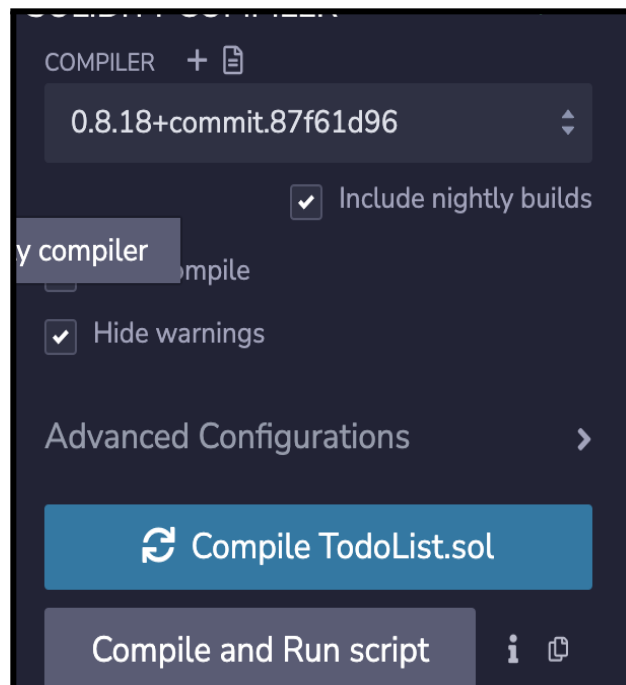 COMPILER
0.8.18+commit.87f61d96
Include nightly builds
y compiler
mpile
Hide warnings
Advanced Configurations
Compile TodoList.sol
Compile and Run script